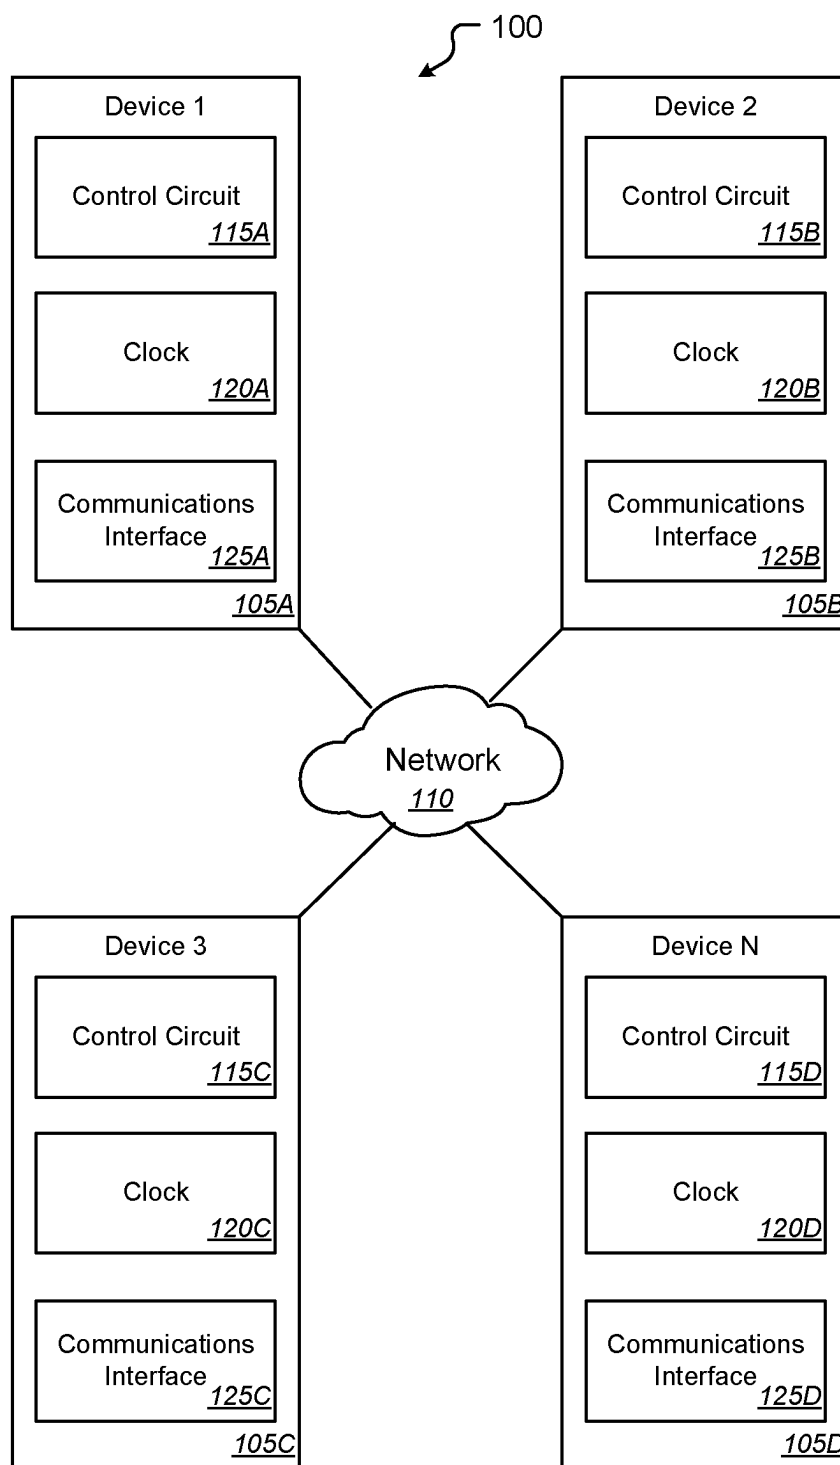 100
Device 1
Control Circuit
115A
Clock
120A
Communications
Interface
125A
105A
Device 2
Control Circuit
115B
Clock
120B
Communications
Interface
125B
105B
Network
110
Device 3
Control Circuit
115C
Clock
120C
Communications
Interface
125C
105C
Device N
Control Circuit
115D
Clock
120D
Communications
Interface
125D
105D